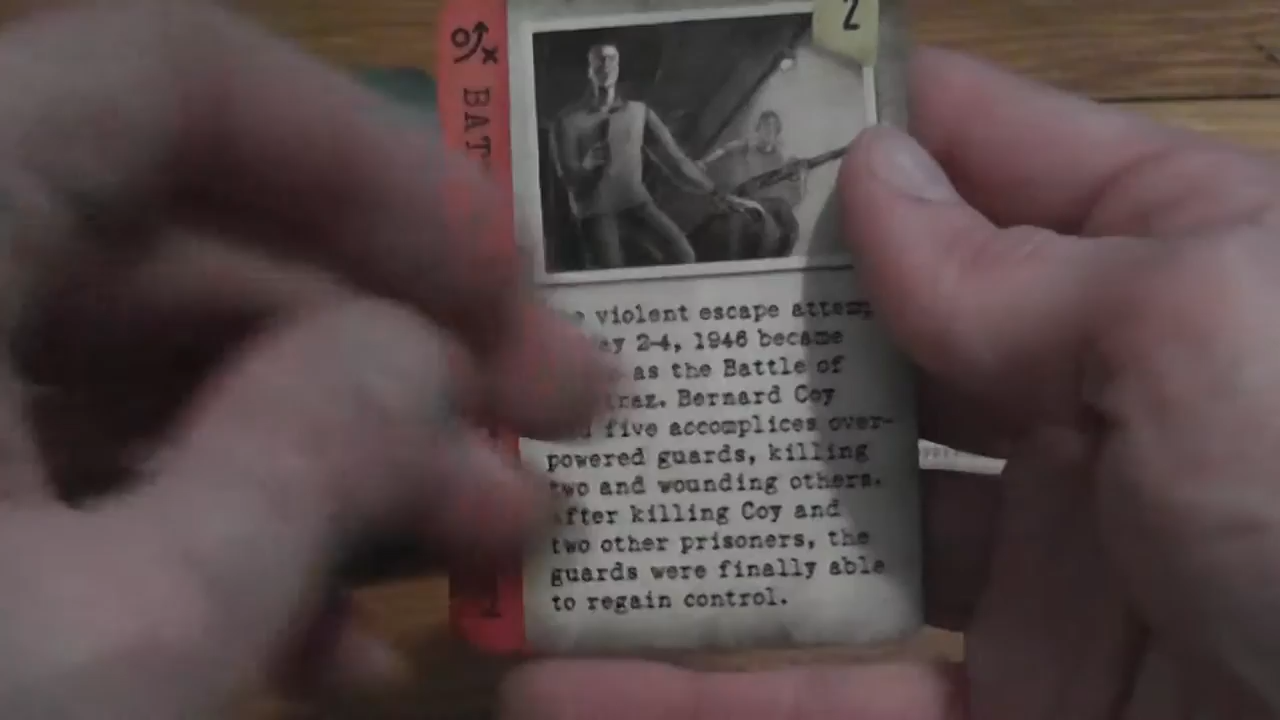 2
BAT
violent escape attemp
ay 2-4, 1946 became
as the Battle of
traz. Bernard Coy
five accomplices over-
powered guards, killing
two and wounding others.
After killing Coy and
two other prisoners, the
guards were finally able
to regain control.